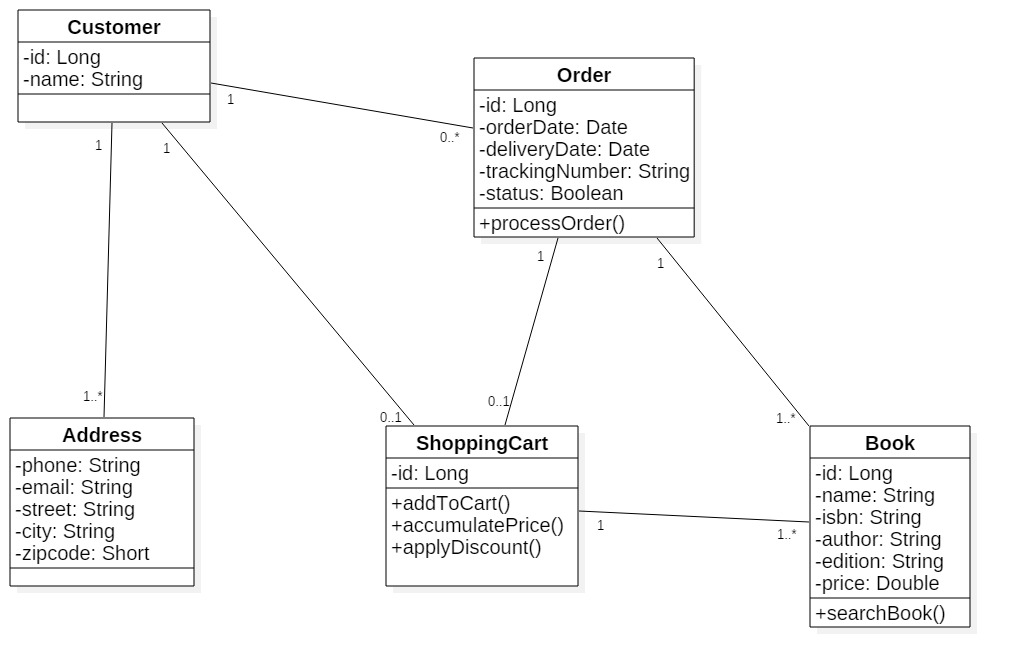 Customer
-id: Long
-name: String
1
1
1
0..*
Order
-id: Long
-orderDate: Date
-deliveryDate: Date
-trackingNumber: String
-status: Boolean
+processOrder()
1
1
1..*
0..1
0..1
1..*
Address
-phone: String
-email: String
-street: String
-city: String
-zipcode: Short
ShoppingCart
-id: Long
+addToCart()
+accumulatePrice()
+applyDiscount()
1
1..*
Book
-id: Long
-name: String
-isbn: String
-author: String
-edition: String
-price: Double
+searchBook()